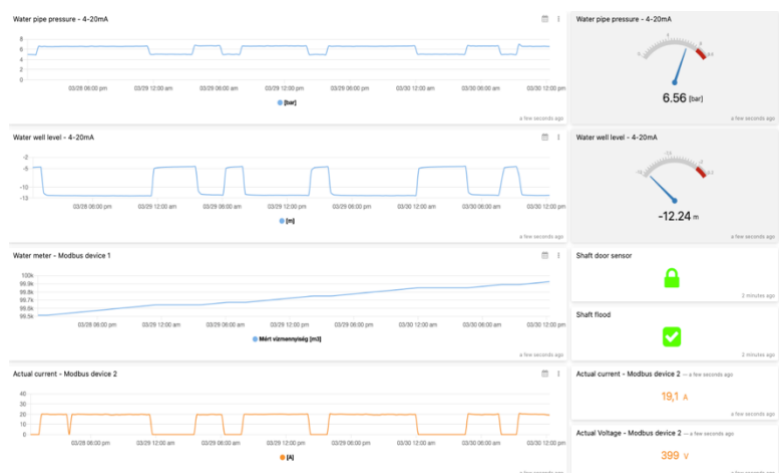 Water pipe pressure - 4-20mA
8
6
4
2
0
03/28 06:00 pm 03/29 12:00 am 03/29 06:00 am 03/29 12:00 pm 03/29 06:00 pm 03/30 12:00 am 03/30 06:00 am 03/30 12:00 pm
[bar]
a few seconds ago
Water pipe pressure - 4-20mA
6.56 [bar]
a few seconds ago
Water well level - 4-20mA
-2
-5
-10
-13
03/28 06:00 pm 03/29 12:00 am 03/29 06:00 am 03/29 12:00 pm 03/29 06:00 pm 03/30 12:00 am 03/30 06:00 am 03/30 12:00 pm
[m]
a few seconds ago
Water well level - 4-20mA
-12.24 m
a few seconds ago
Water meter - Modbus device 1
100k
99.9k
99.8k
99.7k
99.6k
99.5k
03/28 06:00 pm 03/29 12:00 am 03/29 06:00 am 03/29 12:00 pm 03/29 06:00 pm 03/30 12:00 am 03/30 06:00 am 03/30 12:00 pm
Mért vízmennyiség [m3]
a few seconds ago
Shaft door sensor
2 minutes ago
Shaft flood
2 minutes ago
Actual current - Modbus device 2
40
30
20
10
0
03/28 06:00 pm 03/29 12:00 am 03/29 06:00 am 03/29 12:00 pm 03/29 06:00 pm 03/30 12:00 am 03/30 06:00 am 03/30 12:00 pm
[A]
a few seconds ago
Actual current - Modbus device 2 — a few seconds ago
19,1 A
a few seconds ago
Actual Voltage - Modbus device 2 — a few seconds ago
399 V
a few seconds ago